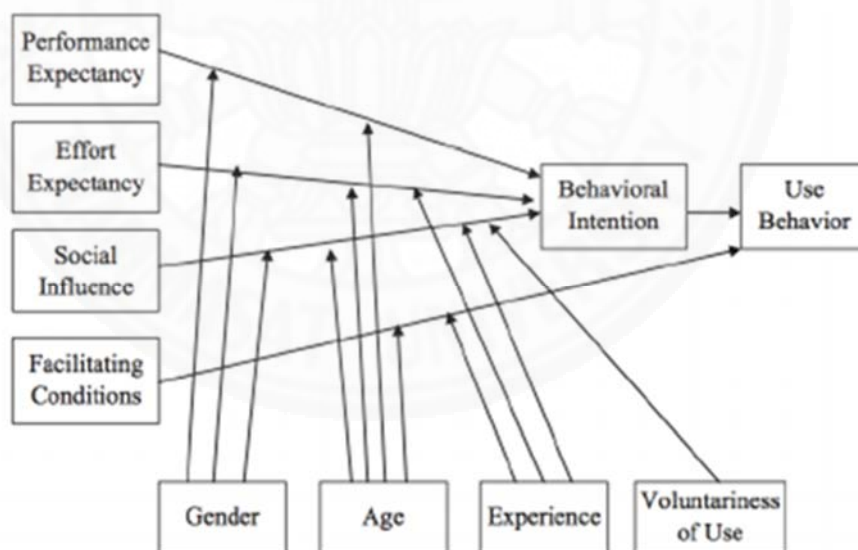 Performance
Expectancy
Effort
Expectancy
Social
Influence
Facilitating
Conditions
Behavioral
Intention
Use
Behavior
Gender
Age
Experience
Voluntariness
of Use